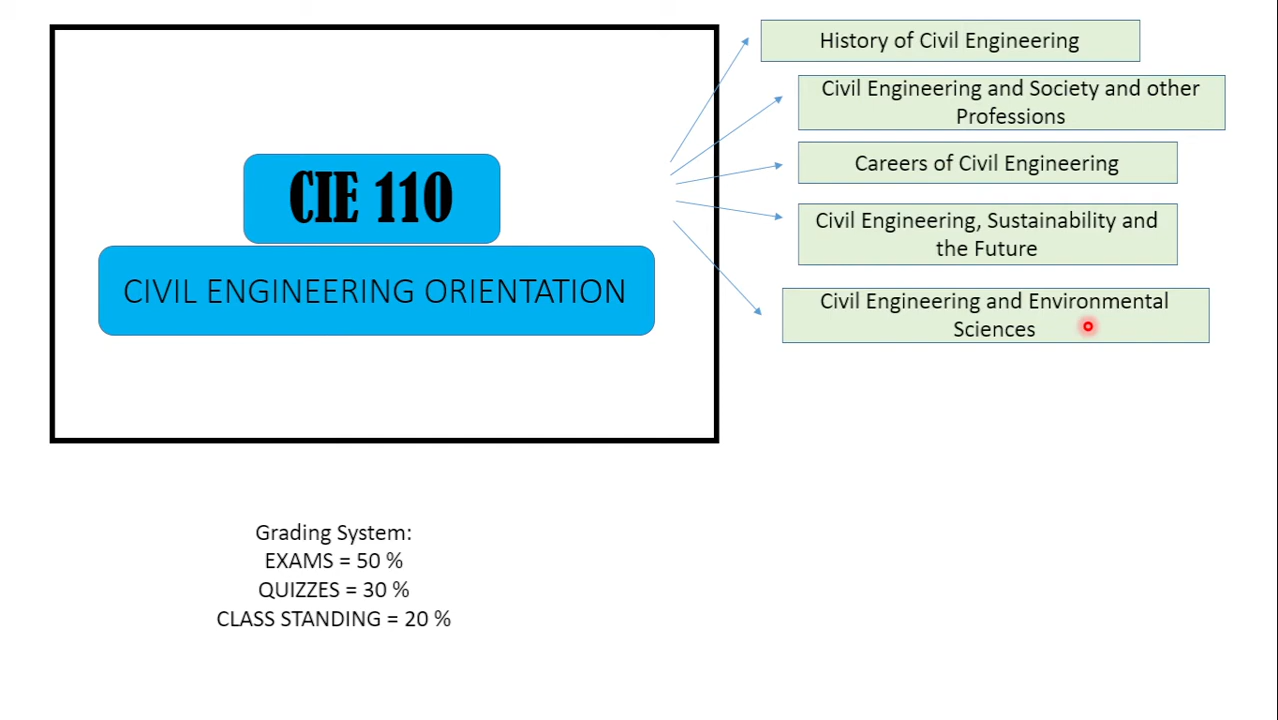 CIE 110
CIVIL ENGINEERING ORIENTATION
History of Civil Engineering
Civil Engineering and Society and other
Professions
Careers of Civil Engineering
Civil Engineering, Sustainability and
the Future
Civil Engineering and Environmental
Sciences
Grading System:
EXAMS = 50 %
QUIZZES = 30 %
CLASS STANDING = 20 %